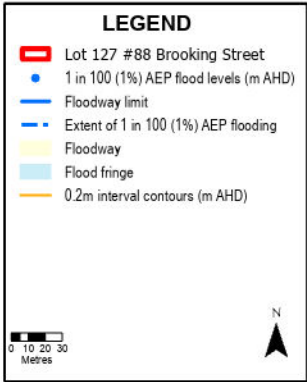 LEGEND
Lot 127 #88 Brooking Street
1 in 100 (1%) AEP flood levels (m AHD)
Floodway limit
Extent of 1 in 100 (1%) AEP flooding
Floodway
Flood fringe
0.2m interval contours (m AHD)
N
0 10 20 30
Metres